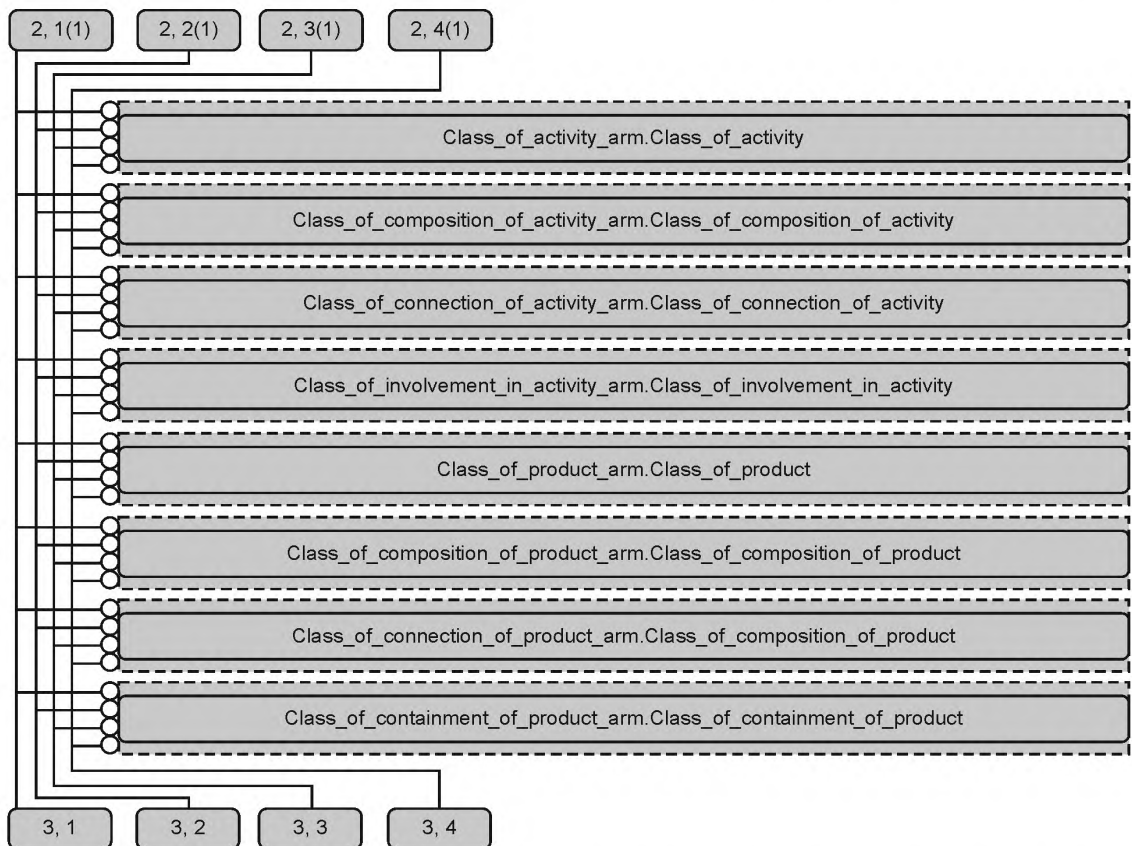 2, 1(1) 2, 2(1) 2, 3(1) 2, 4(1)
Class_of_activity_arm.Class_of_activity
Class_of_composition_of_activity_arm.Class_of_composition_of_activity
Class_of_connection_of_activity_arm.Class_of_connection_of_activity
Class_of_involvement_in_activity_arm.Class_of_involvement_in_activity
Class_of_product_arm.Class_of_product
Class_of_composition_of_product_arm.Class_of_composition_of_product
Class_of_connection_of_product_arm.Class_of_composition_of_product
Class_of_containment_of_product_arm.Class_of_containment_of_product
3, 1 3, 2 3, 3 3, 4